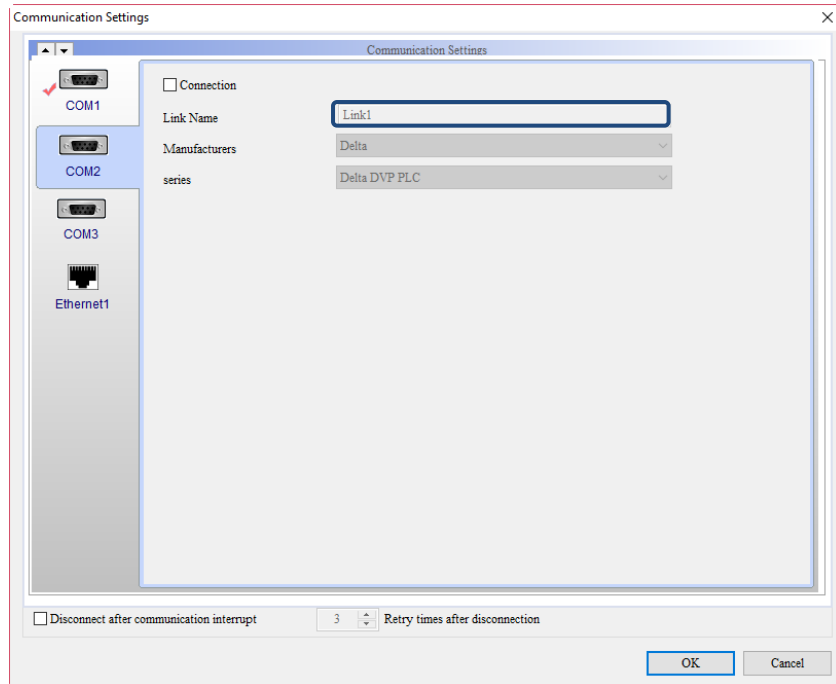 Communication Settings
Communication Settings
COM1
COM2
COM3
Ethernet1
Connection
Link Name
Link1
Manufacturers
Delta
series
Delta DVP PLC
Disconnect after communication interrupt
3
Retry times after disconnection
OK
Cancel